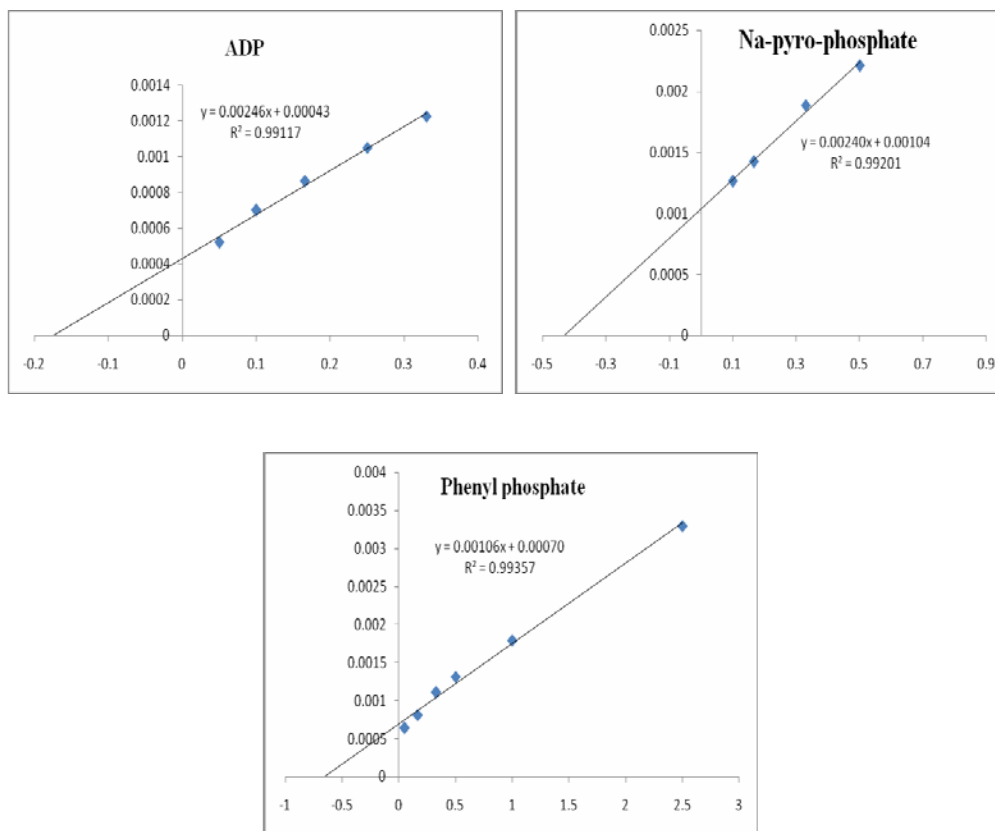 ADP
0.0014
y = 0.00246x + 0.00043
R² = 0.99117
0.0012
0.001
0.0008
0.0006
0.0004
0.0002
0
-0.2 -0.1 0 0.1 0.2 0.3 0.4
Na-pyro-phosphate
0.0025
0.002
y = 0.00240x + 0.00104
R² = 0.99201
0.0015
0.001
0.0005
0
-0.5 -0.3 -0.1 0.1 0.3 0.5 0.7 0.9
Phenyl phosphate
0.004
0.0035
y = 0.00106x + 0.00070
R² = 0.99357
0.003
0.0025
0.002
0.0015
0.001
0.0005
0
-1 -0.5 0 0.5 1 1.5 2 2.5 3